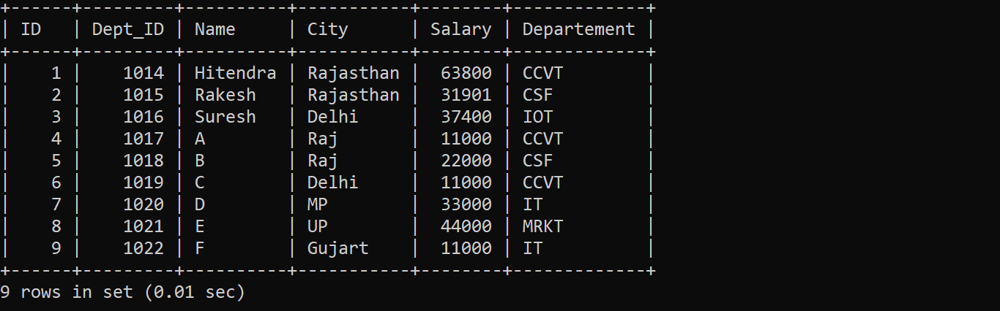 +------+---------+----------+-----------+--------+-------------+
| ID   | Dept_ID | Name     | City      | Salary | Departement |
+------+---------+----------+-----------+--------+-------------+
|    1 |    1014 | Hitendra | Rajasthan |  63800 | CCVT        |
|    2 |    1015 | Rakesh   | Rajasthan |  31901 | CSF         |
|    3 |    1016 | Suresh   | Delhi     |  37400 | IOT         |
|    4 |    1017 | A        | Raj       |  11000 | CCVT        |
|    5 |    1018 | B        | Raj       |  22000 | CSF         |
|    6 |    1019 | C        | Delhi     |  11000 | CCVT        |
|    7 |    1020 | D        | MP        |  33000 | IT          |
|    8 |    1021 | E        | UP        |  44000 | MRKT        |
|    9 |    1022 | F        | Gujart    |  11000 | IT          |
+------+---------+----------+-----------+--------+-------------+
9 rows in set (0.01 sec)